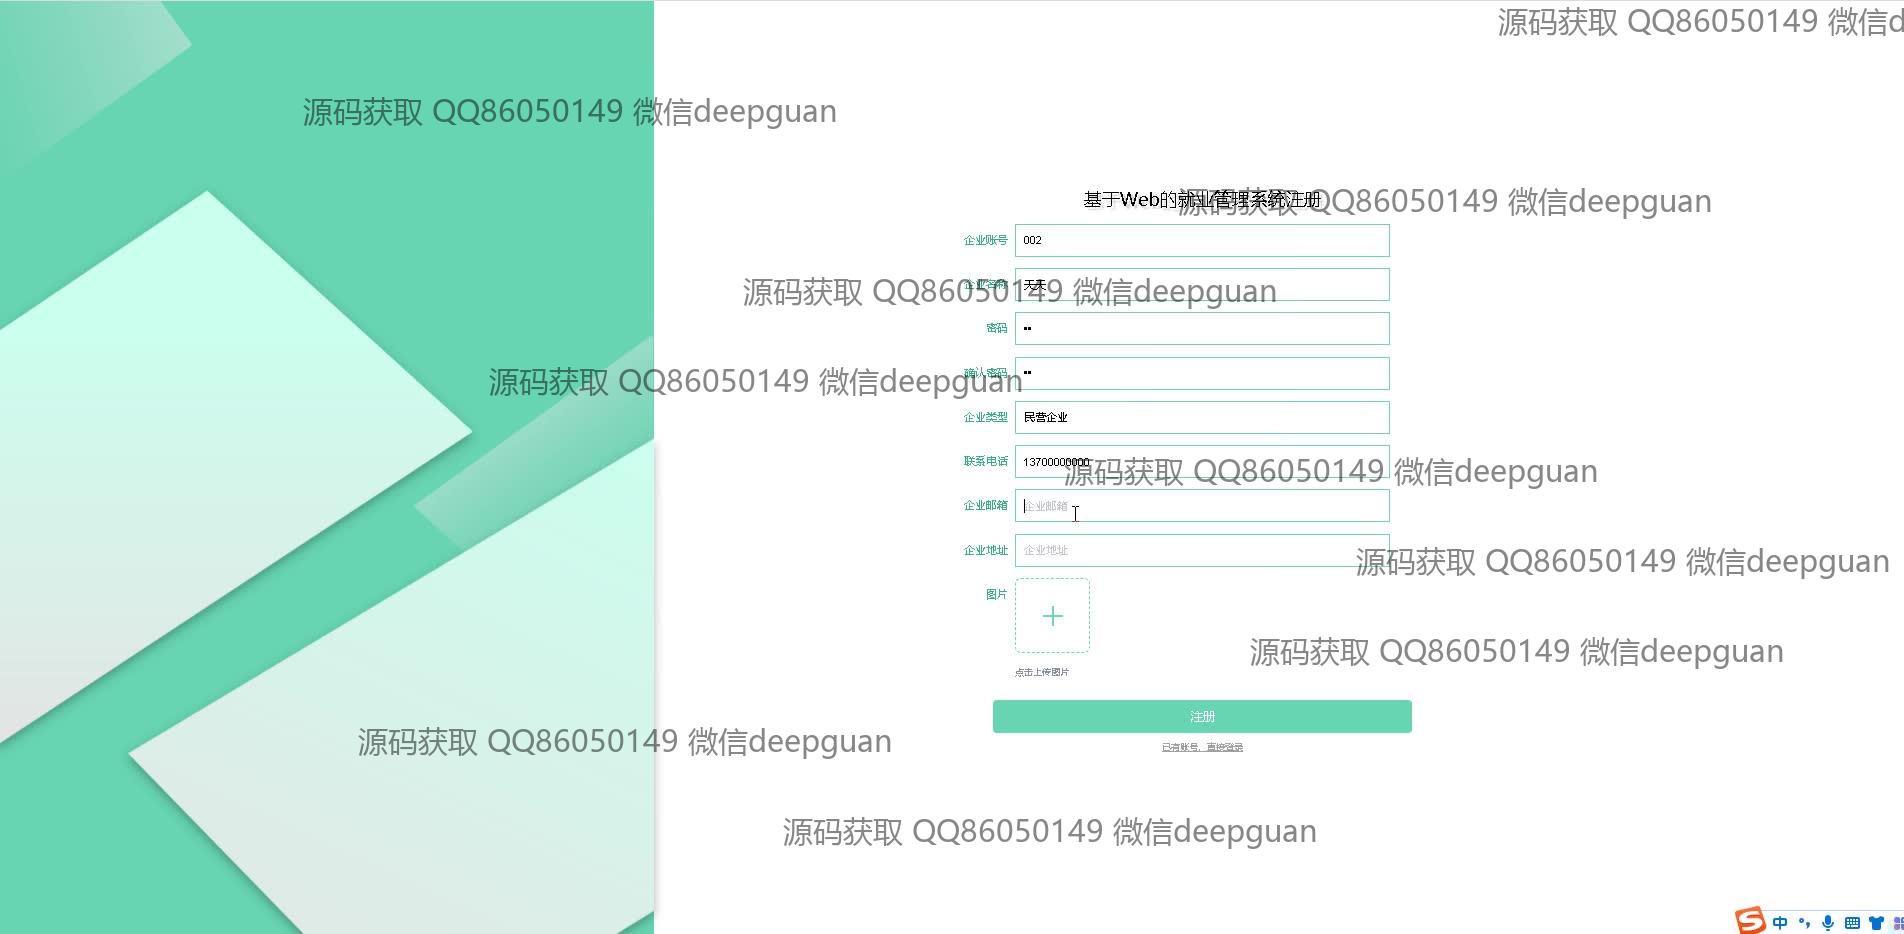 源码获取 QQ86050149 微信d
源码获取 QQ86050149 微信deepguan
基于Web的就业管理系统注册
源码获取 QQ86050149 微信deepguan
企业账号 002
企业名称 天天
源码获取 QQ86050149 微信deepguan
密码 ••
确认密码 ••
源码获取 QQ86050149 微信deepguan
企业类型 民营企业
联系电话 13700000000
源码获取 QQ86050149 微信deepguan
企业邮箱 企业邮箱
企业地址 企业地址
源码获取 QQ86050149 微信deepguan
图片
源码获取 QQ86050149 微信deepguan
点击上传图片
注册
源码获取 QQ86050149 微信deepguan
已有账号，直接登录
源码获取 QQ86050149 微信deepguan
中